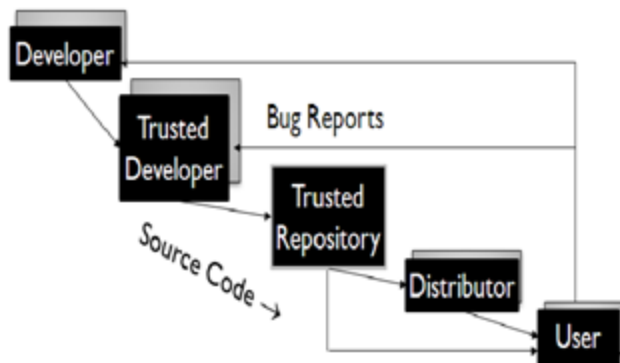 Developer
Trusted
Developer
Bug Reports
Trusted
Repository
Source Code →
Distributor
User